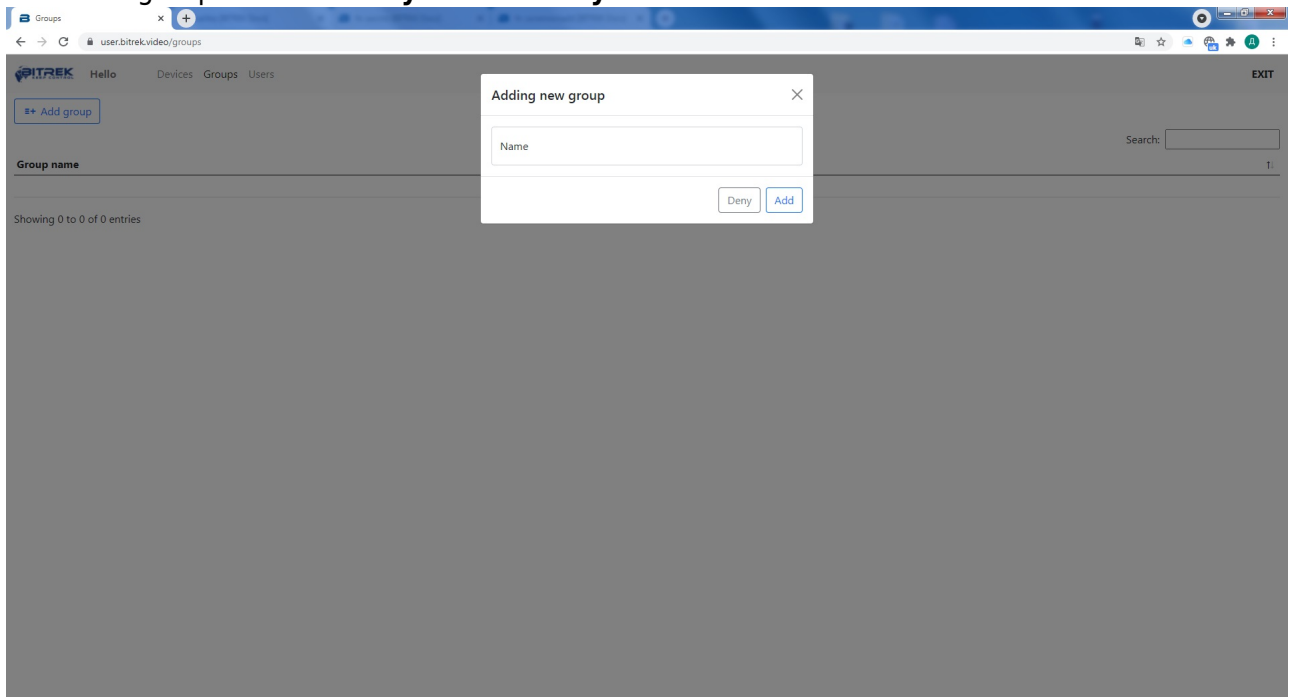 Groups
user.bitrek.video/groups
ok
Д
BITREK Hello Devices Groups Users EXIT
Add group
Adding new group
Name
Deny Add
Search:
Group name
Showing 0 to 0 of 0 entries